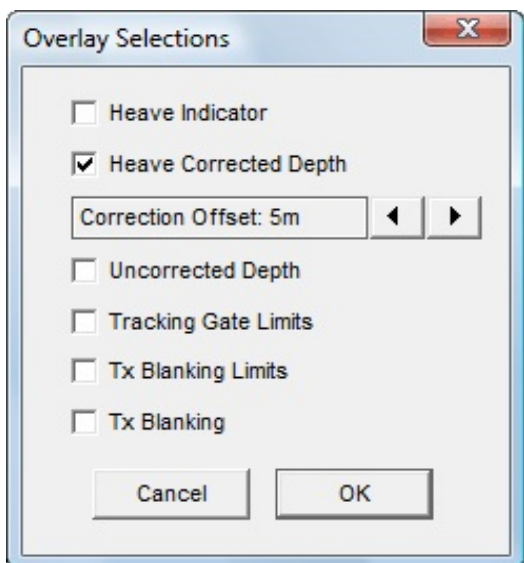 Overlay Selections
Heave Indicator
Heave Corrected Depth
Correction Offset: 5m
Uncorrected Depth
Tracking Gate Limits
Tx Blanking Limits
Tx Blanking
Cancel OK